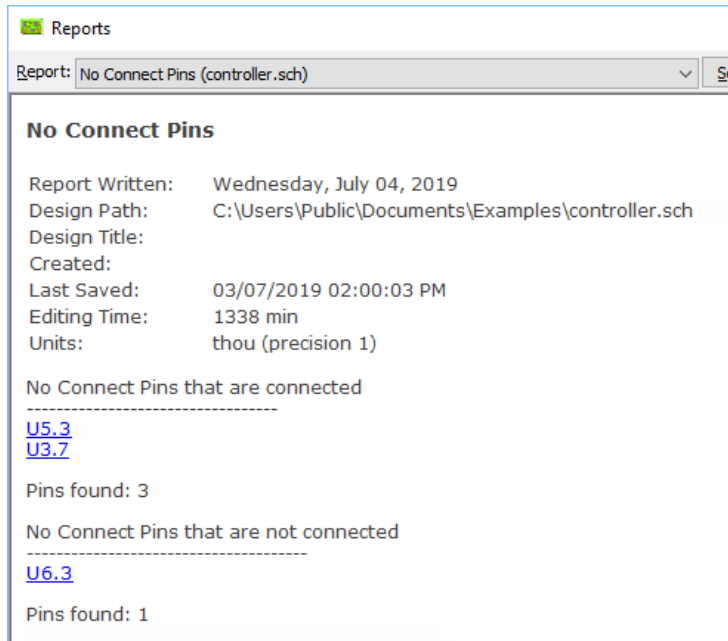 Reports
Report: No Connect Pins (controller.sch)
No Connect Pins
Report Written: Wednesday, July 04, 2019
Design Path: C:\Users\Public\Documents\Examples\controller.sch
Design Title:
Created:
Last Saved: 03/07/2019 02:00:03 PM
Editing Time: 1338 min
Units: thou (precision 1)
No Connect Pins that are connected
----------------------------------
U5.3
U3.7
Pins found: 3
No Connect Pins that are not connected
--------------------------------------
U6.3
Pins found: 1